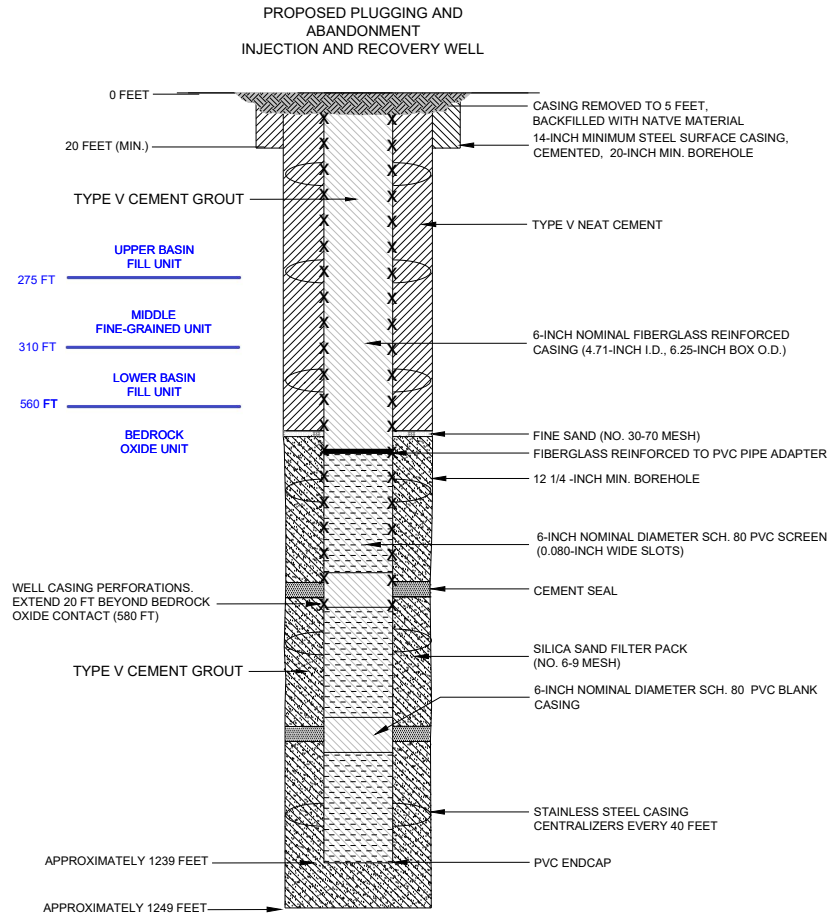 PROPOSED PLUGGING AND
ABANDONMENT
INJECTION AND RECOVERY WELL
0 FEET
CASING REMOVED TO 5 FEET,
BACKFILLED WITH NATVE MATERIAL
14-INCH MINIMUM STEEL SURFACE CASING,
CEMENTED, 20-INCH MIN. BOREHOLE
20 FEET (MIN.)
TYPE V CEMENT GROUT
TYPE V NEAT CEMENT
UPPER BASIN
FILL UNIT
275 FT
MIDDLE
FINE-GRAINED UNIT
310 FT
6-INCH NOMINAL FIBERGLASS REINFORCED
CASING (4.71-INCH I.D., 6.25-INCH BOX O.D.)
LOWER BASIN
FILL UNIT
560 FT
BEDROCK
OXIDE UNIT
FINE SAND (NO. 30-70 MESH)
FIBERGLASS REINFORCED TO PVC PIPE ADAPTER
12 1/4 -INCH MIN. BOREHOLE
6-INCH NOMINAL DIAMETER SCH. 80 PVC SCREEN
(0.080-INCH WIDE SLOTS)
WELL CASING PERFORATIONS.
EXTEND 20 FT BEYOND BEDROCK
OXIDE CONTACT (580 FT)
CEMENT SEAL
SILICA SAND FILTER PACK
(NO. 6-9 MESH)
TYPE V CEMENT GROUT
6-INCH NOMINAL DIAMETER SCH. 80 PVC BLANK
CASING
STAINLESS STEEL CASING
CENTRALIZERS EVERY 40 FEET
APPROXIMATELY 1239 FEET
PVC ENDCAP
APPROXIMATELY 1249 FEET